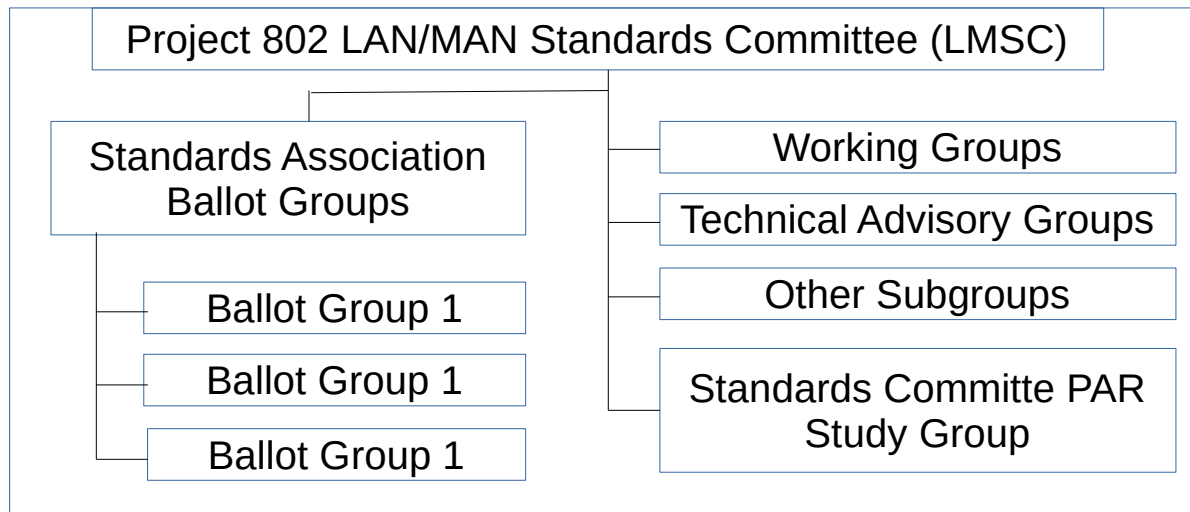 Project 802 LAN/MAN Standards Committee (LMSC)
Standards Association
Ballot Groups
Ballot Group 1
Ballot Group 1
Ballot Group 1
Working Groups
Technical Advisory Groups
Other Subgroups
Standards Committe PAR
Study Group